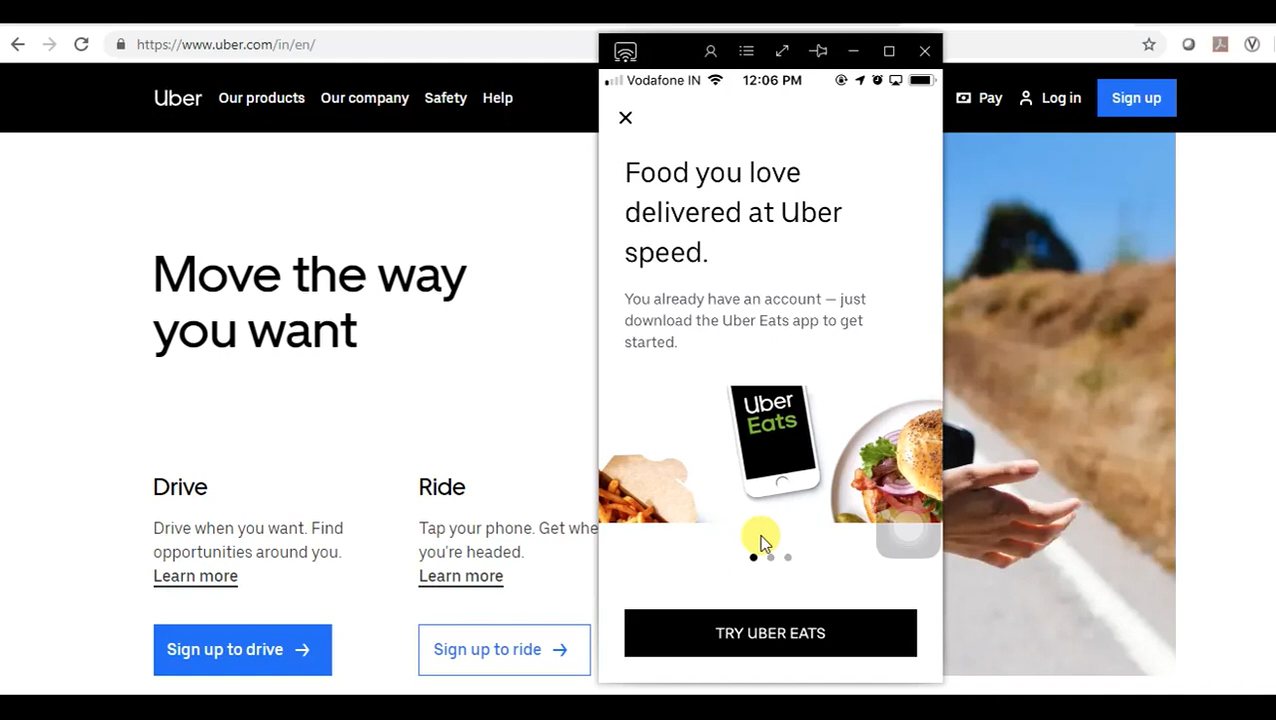 https://www.uber.com/in/en/
Uber
Our products
Our company
Safety
Help
Pay
Log in
Sign up
Move the way
you want
Drive
Drive when you want. Find
opportunities around you.
Learn more
Sign up to drive
Ride
Tap your phone. Get whe
you're headed.
Learn more
Sign up to ride
Vodafone IN
12:06 PM
Food you love
delivered at Uber
speed.
You already have an account — just
download the Uber Eats app to get
started.
Uber
Eats
TRY UBER EATS